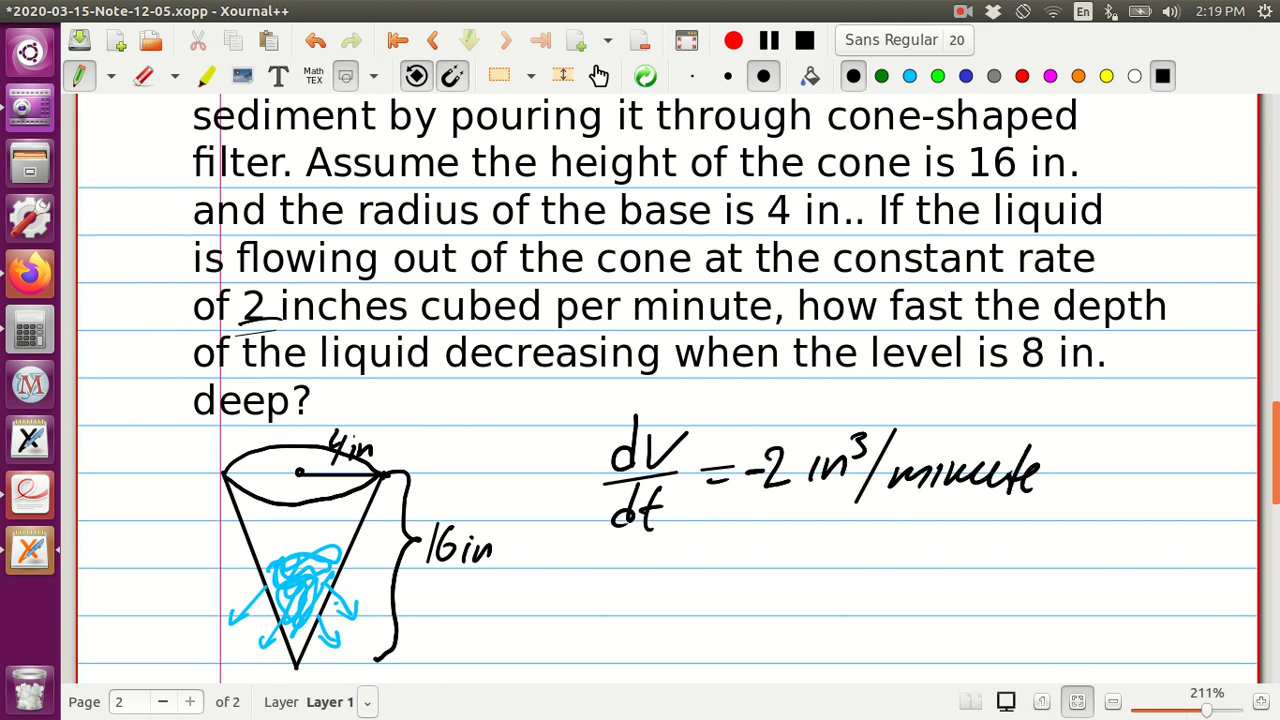 *2020-03-15-Note-12-05.xopp - Xournal++
En
2:19 PM
Sans Regular 20
Math
TEX
T
sediment by pouring it through cone-shaped
filter. Assume the height of the cone is 16 in.
and the radius of the base is 4 in.. If the liquid
is flowing out of the cone at the constant rate
of 2 inches cubed per minute, how fast the depth
of the liquid decreasing when the level is 8 in.
deep?
4in
dV/dt = -2 in³/minute
16in
Page 2 of 2 Layer Layer 1
211%